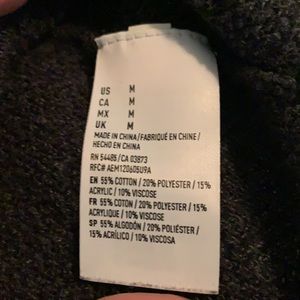 US M
CA M
MX M
UK M
MADE IN CHINA/FABRIQUÉ EN CHINE/
HECHO EN CHINA
RN 54485/CA 03873
RFC# AEM120605U9A
EN 55% COTTON / 20% POLYESTER / 15%
ACRYLIC / 10% VISCOSE
FR 55% COTON / 20% POLYESTER / 15%
ACRYLIQUE / 10% VISCOSE
SP 55% ALGODÓN / 20% POLIÉSTER /
15% ACRÍLICO / 10% VISCOSA